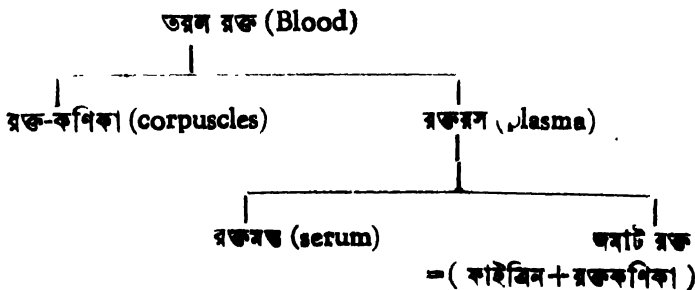 তরল রক্ত (Blood)
রক্ত-কণিকা (corpuscles) রক্তরস (plasma)
রক্তমস্তু (serum) জমাট রক্ত
=( ফাইব্রিন+রক্তকণিকা )